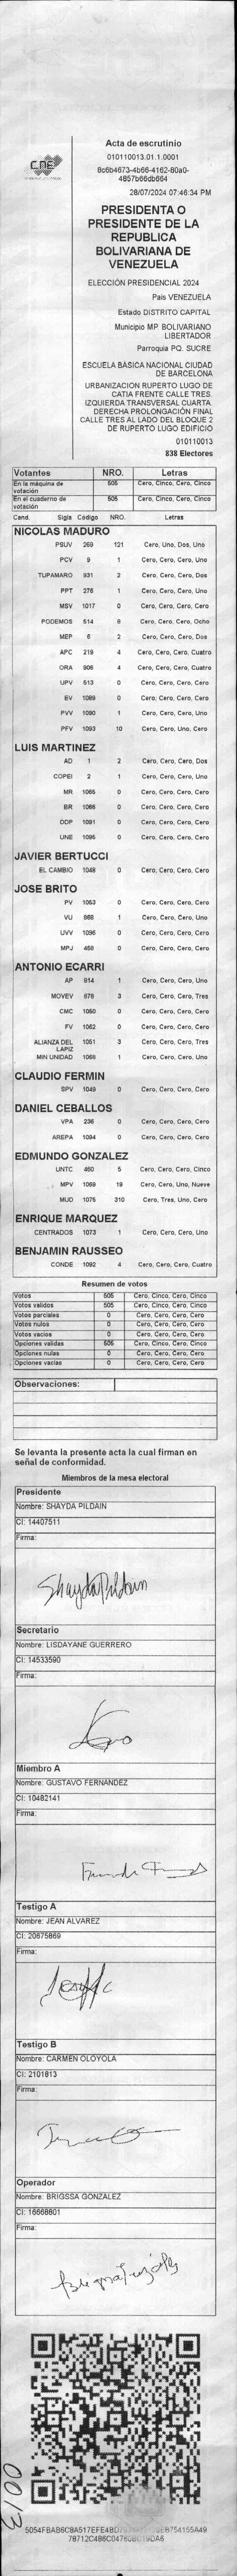 CNE
Acta de escrutinio
010110013.01.1.0001
8c6b4673-4b66-4162-80a0-
4857b66db664
28/07/2024 07:46:34 PM
PRESIDENTA O
PRESIDENTE DE LA
REPUBLICA
BOLIVARIANA DE
VENEZUELA
ELECCIÓN PRESIDENCIAL 2024
Pais VENEZUELA
Estado DISTRITO CAPITAL
Municipio MP. BOLIVARIANO
LIBERTADOR
Parroquia PQ. SUCRE
ESCUELA BÁSICA NACIONAL CIUDAD
DE BARCELONA
URBANIZACIÓN RUPERTO LUGO DE
CATIA FRENTE CALLE TRES.
IZQUIERDA TRANSVERSAL CUARTA.
DERECHA PROLONGACIÓN FINAL
CALLE TRES AL LADO DEL BLOQUE 2
DE RUPERTO LUGO EDIFICIO
010110013
838 Electores
Votantes NRO. Letras
En la máquina de votación 505 Cero, Cinco, Cero, Cinco
En el cuaderno de votación 505 Cero, Cinco, Cero, Cinco
Cand. Sigla Código NRO. Letras
NICOLAS MADURO
PSUV 269 121 Cero, Uno, Dos, Uno
PCV 9 1 Cero, Cero, Cero, Uno
TUPAMARO 931 2 Cero, Cero, Cero, Dos
PPT 276 1 Cero, Cero, Cero, Uno
MSV 1017 0 Cero, Cero, Cero, Cero
PODEMOS 514 8 Cero, Cero, Cero, Ocho
MEP 6 2 Cero, Cero, Cero, Dos
APC 219 4 Cero, Cero, Cero, Cuatro
ORA 906 4 Cero, Cero, Cero, Cuatro
UPV 513 0 Cero, Cero, Cero, Cero
EV 1089 0 Cero, Cero, Cero, Cero
PVV 1090 1 Cero, Cero, Cero, Uno
PFV 1093 10 Cero, Cero, Uno, Cero
LUIS MARTINEZ
AD 1 2 Cero, Cero, Cero, Dos
COPEI 2 1 Cero, Cero, Cero, Uno
MR 1065 0 Cero, Cero, Cero, Cero
BR 1066 0 Cero, Cero, Cero, Cero
DDP 1091 0 Cero, Cero, Cero, Cero
UNE 1095 0 Cero, Cero, Cero, Cero
JAVIER BERTUCCI
EL CAMBIO 1048 0 Cero, Cero, Cero, Cero
JOSE BRITO
PV 1053 0 Cero, Cero, Cero, Cero
VU 868 1 Cero, Cero, Cero, Uno
UVV 1096 0 Cero, Cero, Cero, Cero
MPJ 458 0 Cero, Cero, Cero, Cero
ANTONIO ECARRI
AP 814 1 Cero, Cero, Cero, Uno
MOVEV 878 3 Cero, Cero, Cero, Tres
CMC 1050 0 Cero, Cero, Cero, Cero
FV 1062 0 Cero, Cero, Cero, Cero
ALIANZA DEL LAPIZ 1051 3 Cero, Cero, Cero, Tres
MIN UNIDAD 1068 1 Cero, Cero, Cero, Uno
CLAUDIO FERMIN
SPV 1049 0 Cero, Cero, Cero, Cero
DANIEL CEBALLOS
VPA 236 0 Cero, Cero, Cero, Cero
AREPA 1094 0 Cero, Cero, Cero, Cero
EDMUNDO GONZALEZ
UNTC 460 5 Cero, Cero, Cero, Cinco
MPV 1069 19 Cero, Cero, Uno, Nueve
MUD 1075 310 Cero, Tres, Uno, Cero
ENRIQUE MARQUEZ
CENTRADOS 1073 1 Cero, Cero, Cero, Uno
BENJAMIN RAUSSEO
CONDE 1092 4 Cero, Cero, Cero, Cuatro
Resumen de votos
Votos 505 Cero, Cinco, Cero, Cinco
Votos validos 505 Cero, Cinco, Cero, Cinco
Votos parciales 0 Cero, Cero, Cero, Cero
Votos nulos 0 Cero, Cero, Cero, Cero
Votos vacios 0 Cero, Cero, Cero, Cero
Opciones validas 505 Cero, Cinco, Cero, Cinco
Opciones nulas 0 Cero, Cero, Cero, Cero
Opciones vacias 0 Cero, Cero, Cero, Cero
Observaciones:
Se levanta la presente acta la cual firman en
señal de conformidad.
Miembros de la mesa electoral
Presidente
Nombre: SHAYDA PILDAIN
CI: 14407511
Firma:
Shayda Pildain
Secretario
Nombre: LISDAYANE GUERRERO
CI: 14533590
Firma:
Miembro A
Nombre: GUSTAVO FERNANDEZ
CI: 10482141
Firma:
Testigo A
Nombre: JEAN ALVAREZ
CI: 20675869
Firma:
Testigo B
Nombre: CARMEN OLOYOLA
CI: 2101813
Firma:
Operador
Nombre: BRIGSSA GONZALEZ
CI: 16668801
Firma:
0013